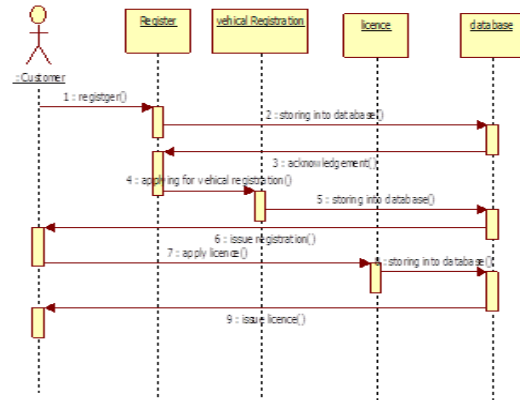 Register
vehical Registration
licence
database
:Customer
1 : registger()
2 : storing into database()
3 : acknowledgement()
4 : applying for vehical registration()
5 : storing into database()
6 : issue registration()
7 : apply licence()
: storing into database()
9 : issue licence()